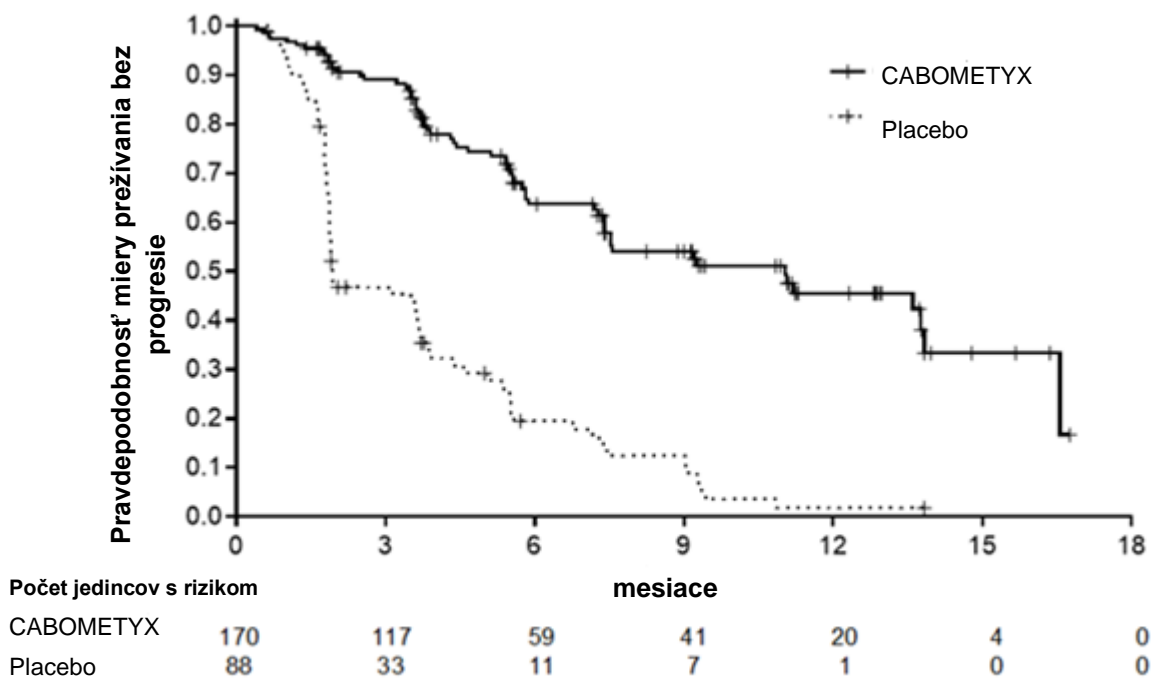 Pravdepodobnosť miery prežívania bez
progresie
1.0
0.9
0.8
0.7
0.6
0.5
0.4
0.3
0.2
0.1
0.0
CABOMETYX
Placebo
0 3 6 9 12 15 18
mesiace
Počet jedincov s rizikom
CABOMETYX 170 117 59 41 20 4 0
Placebo 88 33 11 7 1 0 0